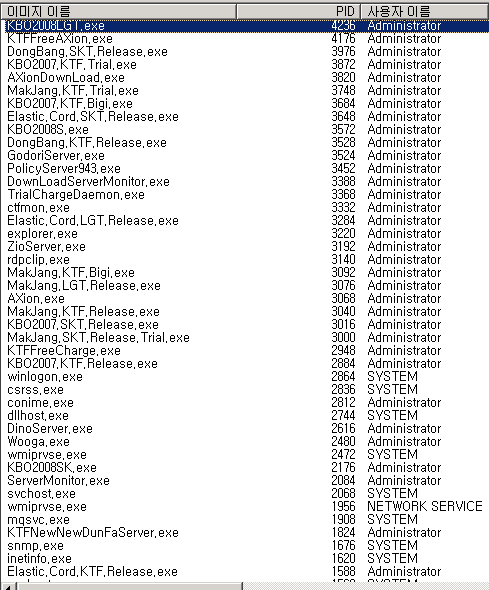 이미지 이름 PID 사용자 이름
KBO2008LGT.exe 4236 Administrator
KTFFreeAXion.exe 4176 Administrator
DongBang,SKT,Release.exe 3976 Administrator
KBO2007,KTF,Trial.exe 3872 Administrator
AXionDownLoad.exe 3820 Administrator
MakJang,KTF,Trial.exe 3748 Administrator
KBO2007,KTF,Bigi.exe 3684 Administrator
Elastic,Cord,SKT,Release.exe 3648 Administrator
KBO2008S.exe 3572 Administrator
DongBang,KTF,Release.exe 3528 Administrator
GodoriServer.exe 3524 Administrator
PolicyServer943.exe 3452 Administrator
DownLoadServerMonitor.exe 3388 Administrator
TrialChargeDaemon.exe 3368 Administrator
ctfmon.exe 3332 Administrator
Elastic,Cord,LGT,Release.exe 3284 Administrator
explorer.exe 3220 Administrator
ZioServer.exe 3192 Administrator
rdpclip.exe 3140 Administrator
MakJang,KTF,Bigi.exe 3092 Administrator
MakJang,LGT,Release.exe 3076 Administrator
AXion.exe 3068 Administrator
MakJang,KTF,Release.exe 3040 Administrator
KBO2007,SKT,Release.exe 3016 Administrator
MakJang,SKT,Release,Trial.exe 3000 Administrator
KTFFreeCharge.exe 2948 Administrator
KBO2007,KTF,Release.exe 2884 Administrator
winlogon.exe 2864 SYSTEM
csrss.exe 2836 SYSTEM
conime.exe 2812 Administrator
dllhost.exe 2744 SYSTEM
DinoServer.exe 2616 Administrator
Wooga.exe 2480 Administrator
wmiprvse.exe 2472 SYSTEM
KBO2008SK.exe 2176 Administrator
ServerMonitor.exe 2084 Administrator
svchost.exe 2068 SYSTEM
wmiprvse.exe 1956 NETWORK SERVICE
mqsvc.exe 1908 SYSTEM
KTFNewNewDunFaServer.exe 1824 Administrator
snmp.exe 1676 SYSTEM
inetinfo.exe 1620 SYSTEM
Elastic,Cord,KTF,Release.exe 1588 Administrator